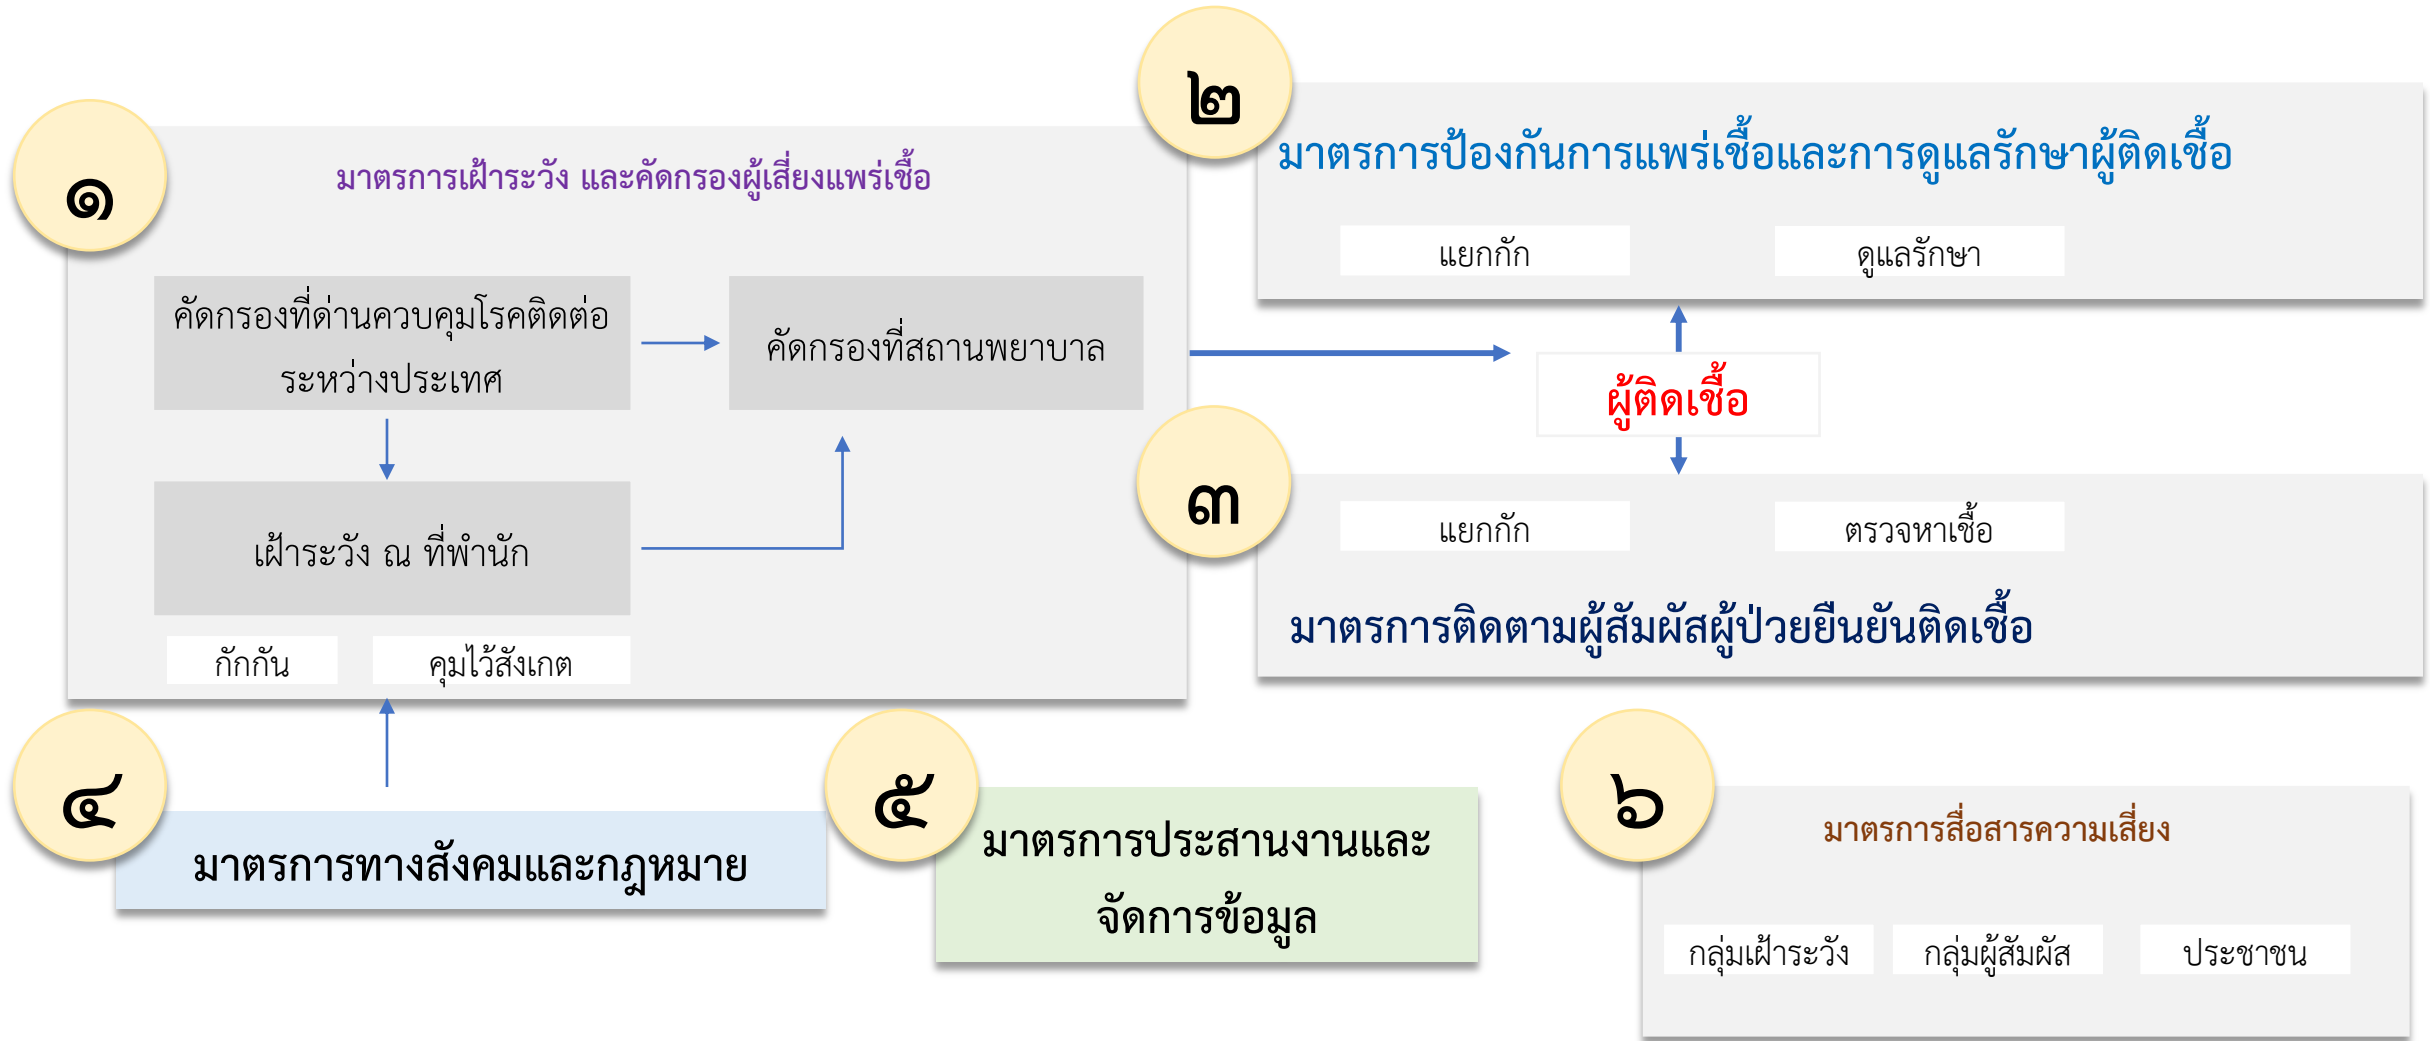 ๑
มาตรการเฝ้าระวัง และคัดกรองผู้เสี่ยงแพร่เชื้อ
คัดกรองที่ด่านควบคุมโรคติดต่อ
ระหว่างประเทศ
คัดกรองที่สถานพยาบาล
เฝ้าระวัง ณ ที่พำนัก
กักกัน
คุมไว้สังเกต
๒
มาตรการป้องกันการแพร่เชื้อและการดูแลรักษาผู้ติดเชื้อ
แยกกัก
ดูแลรักษา
ผู้ติดเชื้อ
๓
แยกกัก
ตรวจหาเชื้อ
มาตรการติดตามผู้สัมผัสผู้ป่วยยืนยันติดเชื้อ
๔
มาตรการทางสังคมและกฎหมาย
๕
มาตรการประสานงานและ
จัดการข้อมูล
๖
มาตรการสื่อสารความเสี่ยง
กลุ่มเฝ้าระวัง
กลุ่มผู้สัมผัส
ประชาชน